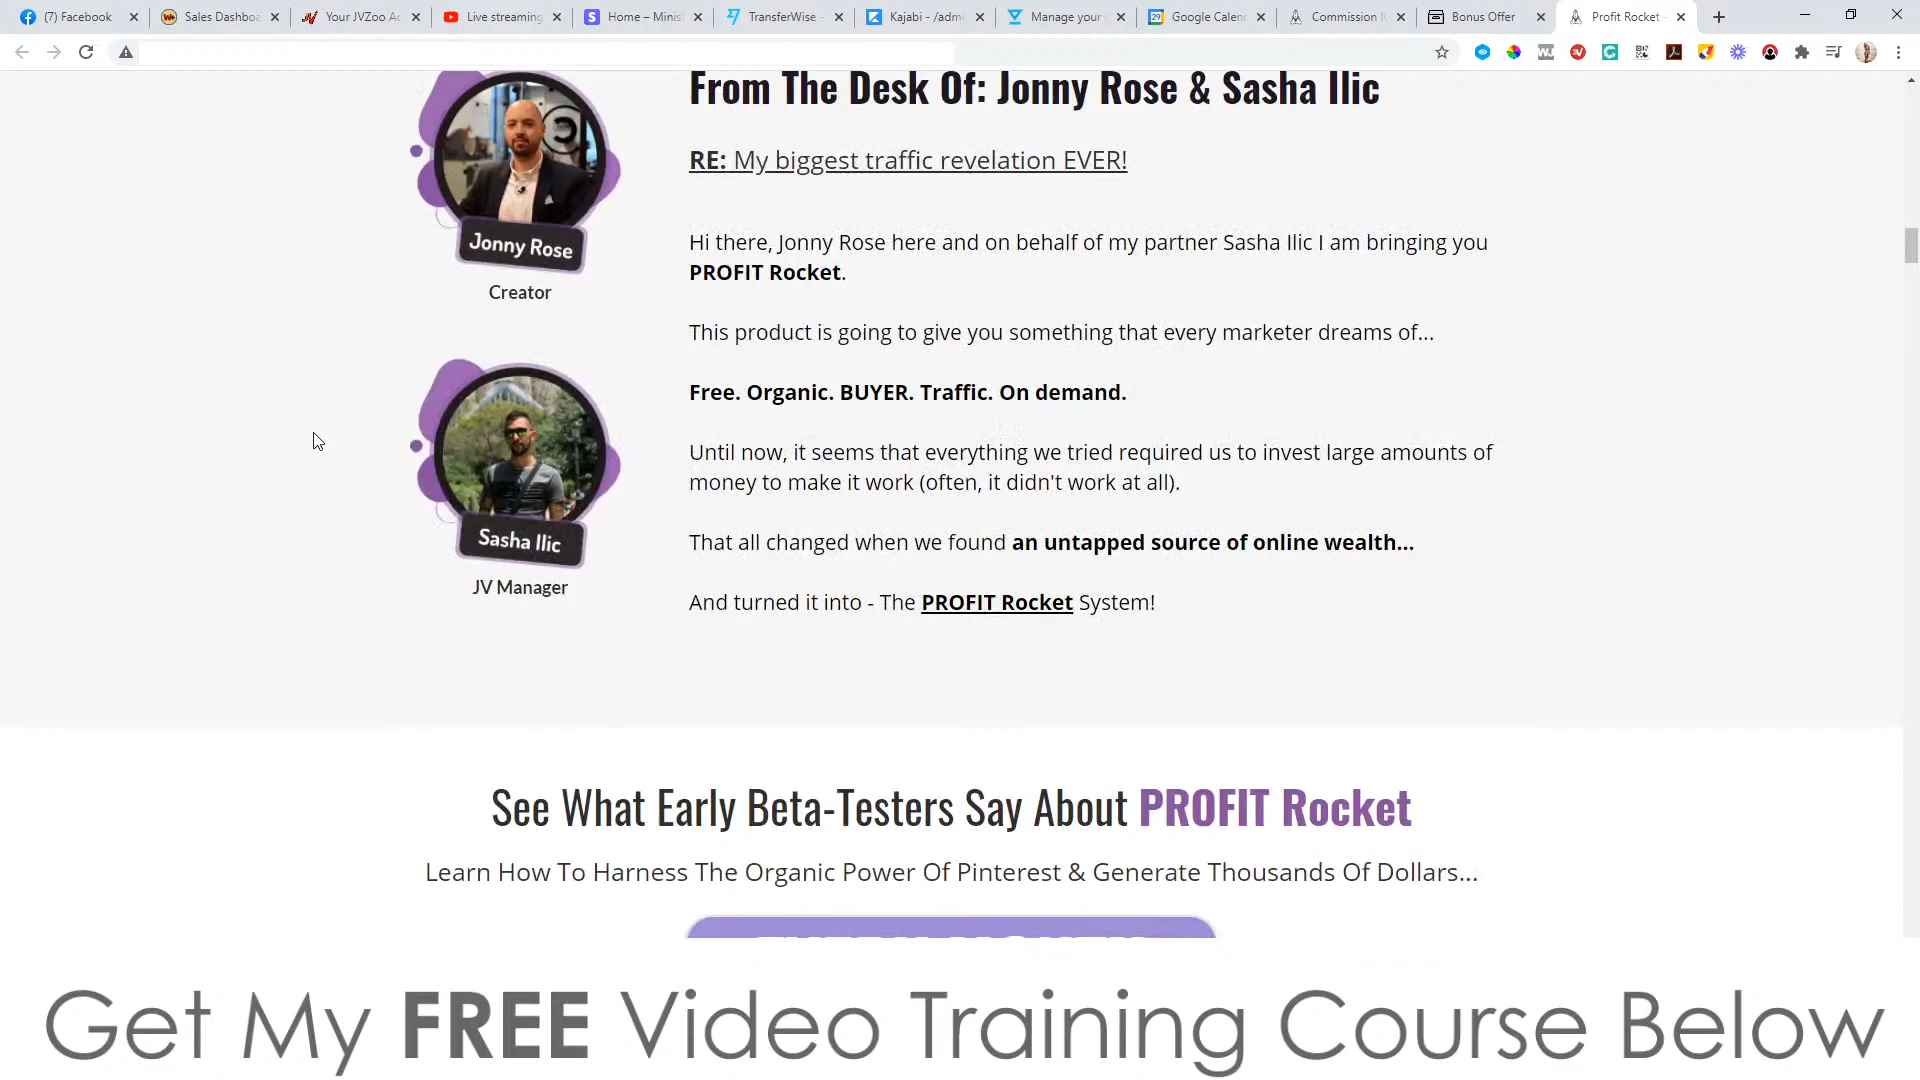 (7) Facebook
Sales Dashboa
Your JVZoo Ac
Live streaming
Home – Minis
TransferWise -
Kajabi - /admi
Manage your
Google Calen
Commission
Bonus Offer
Profit Rocket -
From The Desk Of: Jonny Rose & Sasha Ilic
RE: My biggest traffic revelation EVER!
Jonny Rose
Creator
Hi there, Jonny Rose here and on behalf of my partner Sasha Ilic I am bringing you
PROFIT Rocket.
This product is going to give you something that every marketer dreams of...
Free. Organic. BUYER. Traffic. On demand.
Until now, it seems that everything we tried required us to invest large amounts of
money to make it work (often, it didn't work at all).
Sasha Ilic
JV Manager
That all changed when we found an untapped source of online wealth...
And turned it into - The PROFIT Rocket System!
See What Early Beta-Testers Say About PROFIT Rocket
Learn How To Harness The Organic Power Of Pinterest & Generate Thousands Of Dollars...
Get My FREE Video Training Course Below